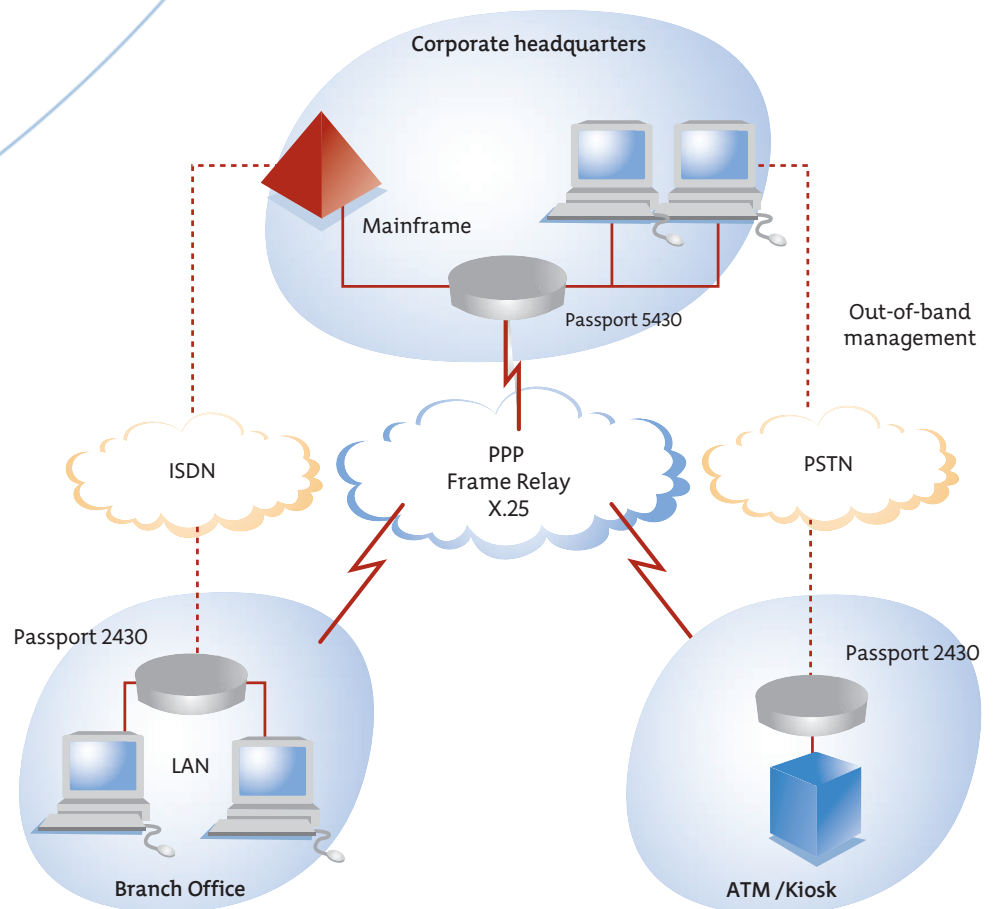 Corporate headquarters
Mainframe
Passport 5430
Out-of-band
management
ISDN
PPP
Frame Relay
X.25
PSTN
Passport 2430
LAN
Branch Office
Passport 2430
ATM /Kiosk